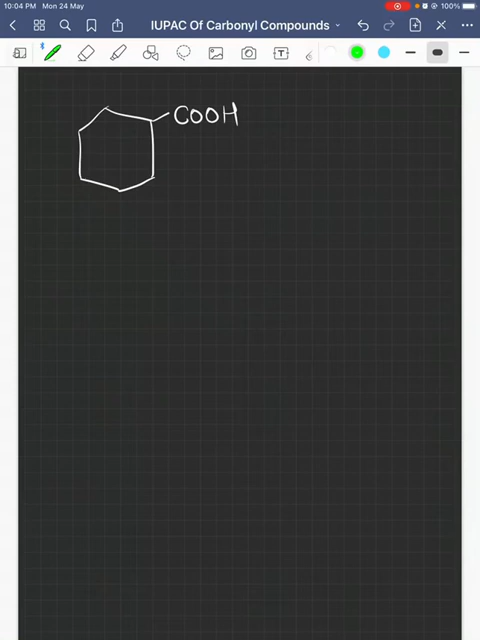 10:04 PM Mon 24 May
100%
IUPAC Of Carbonyl Compounds
T
COOH